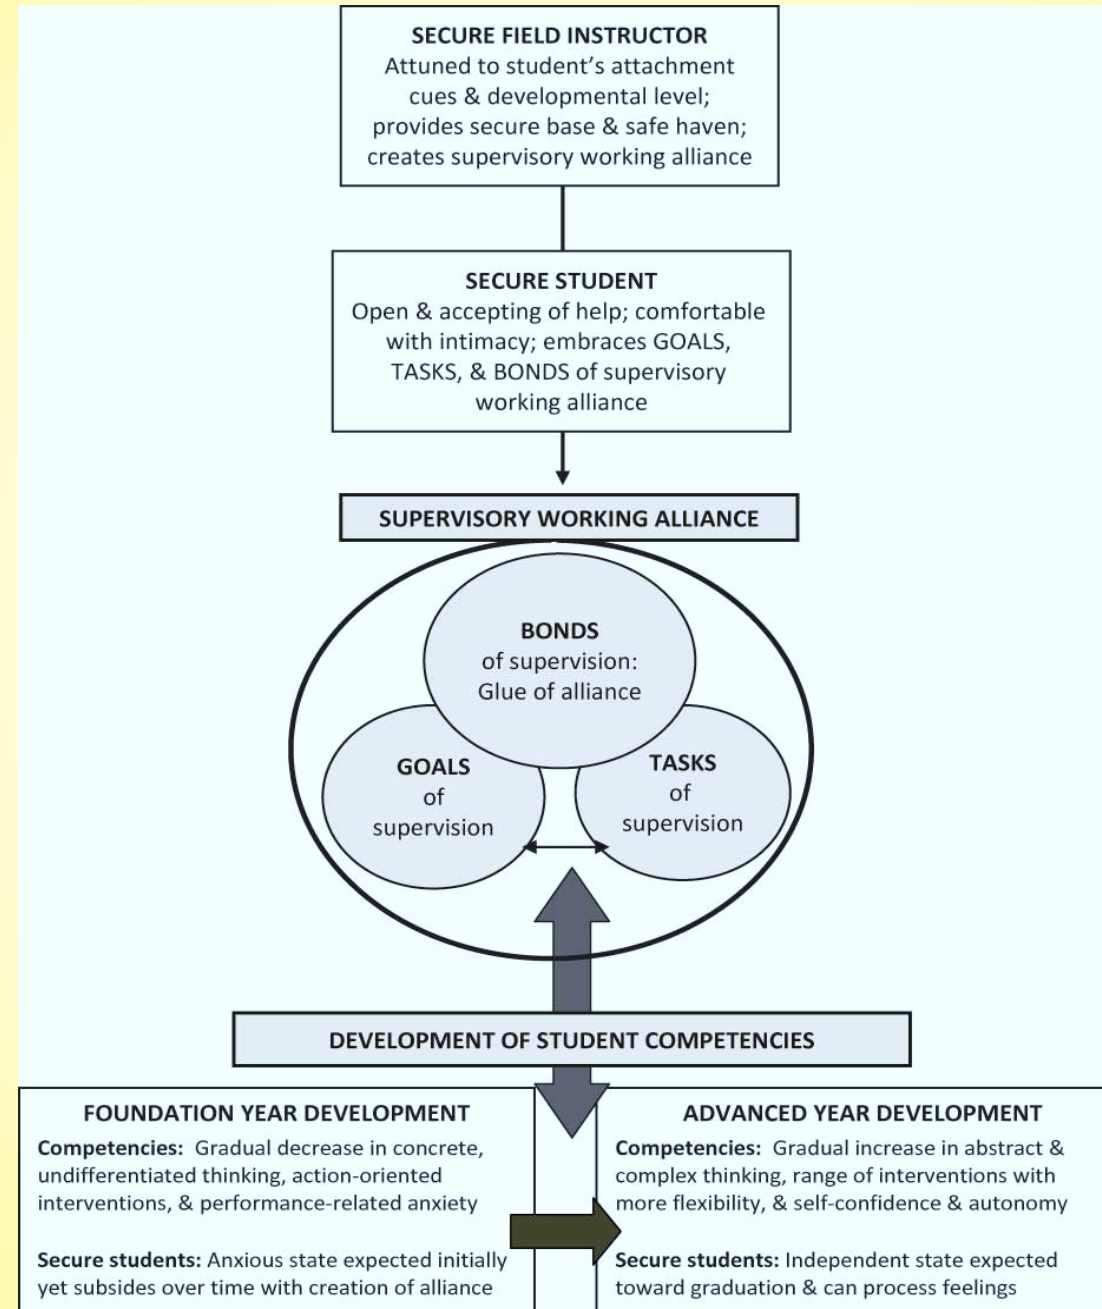 SECURE FIELD INSTRUCTOR
Attuned to student’s attachment
cues & developmental level;
provides secure base & safe haven;
creates supervisory working alliance
SECURE STUDENT
Open & accepting of help; comfortable
with intimacy; embraces GOALS,
TASKS, & BONDS of supervisory
working alliance
SUPERVISORY WORKING ALLIANCE
BONDS
of supervision:
Glue of alliance
GOALS
of
supervision
TASKS
of
supervision
DEVELOPMENT OF STUDENT COMPETENCIES
FOUNDATION YEAR DEVELOPMENT
Competencies: Gradual decrease in concrete,
undifferentiated thinking, action-oriented
interventions, & performance-related anxiety
Secure students: Anxious state expected initially
yet subsides over time with creation of alliance
ADVANCED YEAR DEVELOPMENT
Competencies: Gradual increase in abstract &
complex thinking, range of interventions with
more flexibility, & self-confidence & autonomy
Secure students: Independent state expected
toward graduation & can process feelings